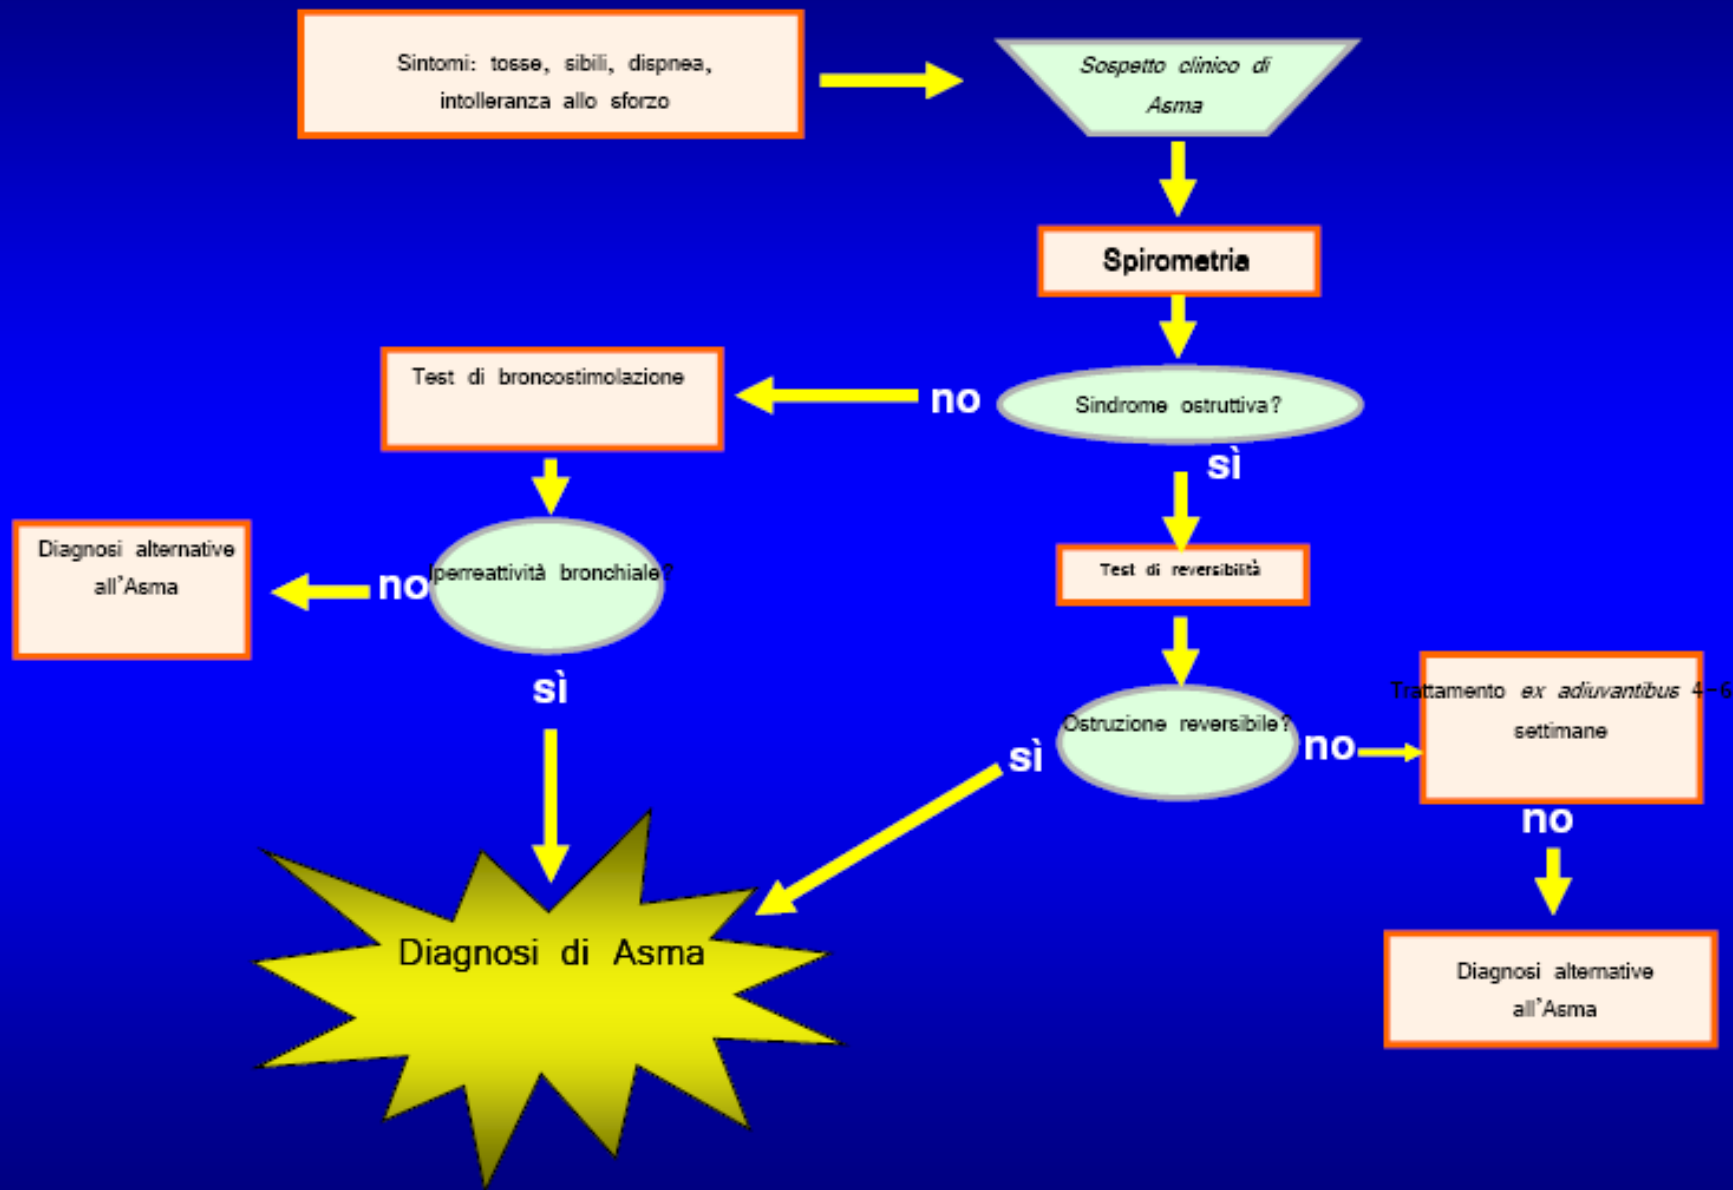 Sintomi: tosse, sibili, dispnea,
intolleranza allo sforzo
Sospetto clinico di
Asma
Spirometria
Sindrome ostruttiva?
no
sì
Test di broncostimolazione
Iperreattività bronchiale?
no
Diagnosi alternative
all'Asma
sì
Test di reversibilità
Ostruzione reversibile?
sì
no
Trattamento ex adiuvantibus 4-6
settimane
no
Diagnosi alternative
all'Asma
Diagnosi di Asma